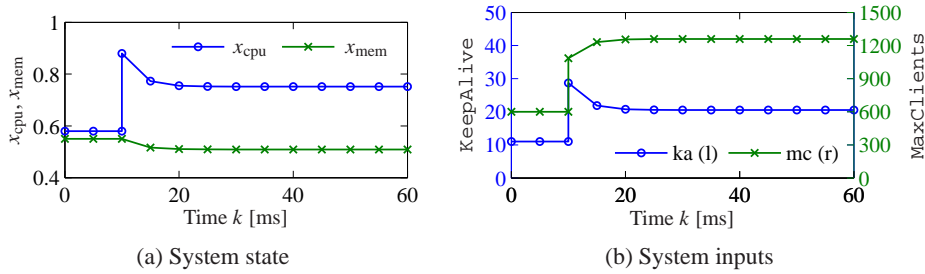 1
0.8
0.6
0.4
x_cpu, x_mem
x_cpu x_mem
0 20 40 60
Time k [ms]
(a) System state
50
40
30
20
10
0
KeepAlive
1500
1200
900
600
300
0
MaxClients
ka (l) mc (r)
0 20 40 60
Time k [ms]
(b) System inputs